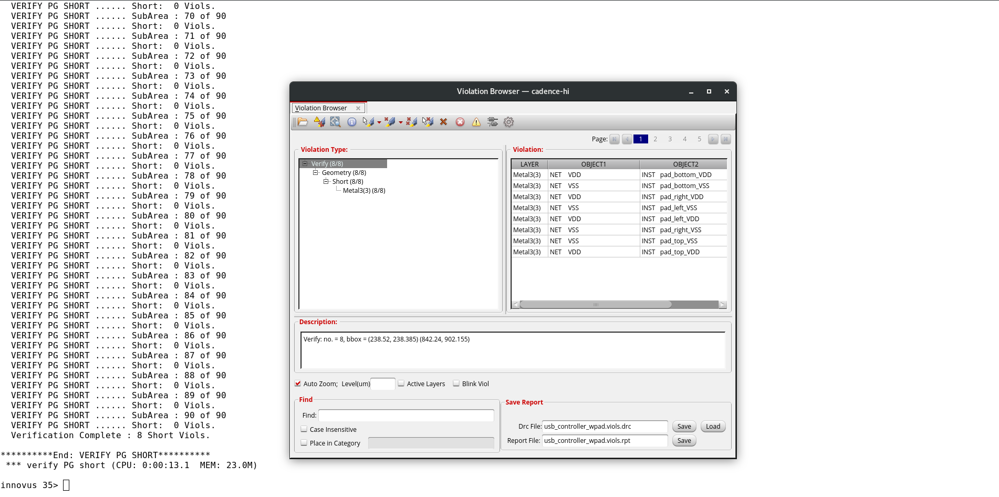 VERIFY PG SHORT ...... Short:  0 Viols.
VERIFY PG SHORT ...... SubArea : 70 of 90
VERIFY PG SHORT ...... Short:  0 Viols.
VERIFY PG SHORT ...... SubArea : 71 of 90
VERIFY PG SHORT ...... Short:  0 Viols.
VERIFY PG SHORT ...... SubArea : 72 of 90
VERIFY PG SHORT ...... Short:  0 Viols.
VERIFY PG SHORT ...... SubArea : 73 of 90
VERIFY PG SHORT ...... Short:  0 Viols.
VERIFY PG SHORT ...... SubArea : 74 of 90
VERIFY PG SHORT ...... Short:  0 Viols.
VERIFY PG SHORT ...... SubArea : 75 of 90
VERIFY PG SHORT ...... Short:  0 Viols.
VERIFY PG SHORT ...... SubArea : 76 of 90
VERIFY PG SHORT ...... Short:  0 Viols.
VERIFY PG SHORT ...... SubArea : 77 of 90
VERIFY PG SHORT ...... Short:  0 Viols.
VERIFY PG SHORT ...... SubArea : 78 of 90
VERIFY PG SHORT ...... Short:  0 Viols.
VERIFY PG SHORT ...... SubArea : 79 of 90
VERIFY PG SHORT ...... Short:  0 Viols.
VERIFY PG SHORT ...... SubArea : 80 of 90
VERIFY PG SHORT ...... Short:  0 Viols.
VERIFY PG SHORT ...... SubArea : 81 of 90
VERIFY PG SHORT ...... Short:  0 Viols.
VERIFY PG SHORT ...... SubArea : 82 of 90
VERIFY PG SHORT ...... Short:  0 Viols.
VERIFY PG SHORT ...... SubArea : 83 of 90
VERIFY PG SHORT ...... Short:  0 Viols.
VERIFY PG SHORT ...... SubArea : 84 of 90
VERIFY PG SHORT ...... Short:  0 Viols.
VERIFY PG SHORT ...... SubArea : 85 of 90
VERIFY PG SHORT ...... Short:  0 Viols.
VERIFY PG SHORT ...... SubArea : 86 of 90
VERIFY PG SHORT ...... Short:  0 Viols.
VERIFY PG SHORT ...... SubArea : 87 of 90
VERIFY PG SHORT ...... Short:  0 Viols.
VERIFY PG SHORT ...... SubArea : 88 of 90
VERIFY PG SHORT ...... Short:  0 Viols.
VERIFY PG SHORT ...... SubArea : 89 of 90
VERIFY PG SHORT ...... Short:  0 Viols.
VERIFY PG SHORT ...... SubArea : 90 of 90
VERIFY PG SHORT ...... Short:  0 Viols.
Verification Complete : 8 Short Viols.
**********End: VERIFY PG SHORT**********
*** verify PG short (CPU: 0:00:13.1  MEM: 23.0M)
innovus 35>
Violation Browser — cadence-hi
Violation Browser
Page: 1 2 3 4 5
Violation Type:
Verify (8/8)
Geometry (8/8)
Short (8/8)
Metal3(3) (8/8)
Violation:
LAYER OBJECT1 OBJECT2
Metal3(3) NET VDD INST pad_bottom_VDD
Metal3(3) NET VSS INST pad_bottom_VSS
Metal3(3) NET VDD INST pad_right_VDD
Metal3(3) NET VSS INST pad_left_VSS
Metal3(3) NET VDD INST pad_left_VDD
Metal3(3) NET VSS INST pad_right_VSS
Metal3(3) NET VSS INST pad_top_VSS
Metal3(3) NET VDD INST pad_top_VDD
Description:
Verify: no. = 8, bbox = (238.52, 238.385) (842.24, 902.155)
Auto Zoom; Level(um) Active Layers Blink Viol
Find
Find:
Case Insensitive
Place in Category
Save Report
Drc File: usb_controller_wpad.viols.drc Save Load
Report File: usb_controller_wpad.viols.rpt Save